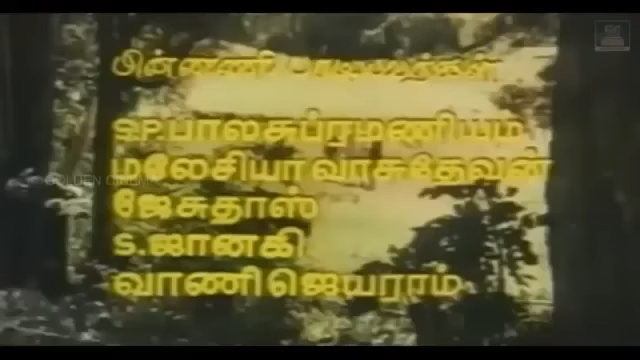 பின்னணி பாடியவர்கள்
S.P.பாலசுப்ரமணியம்
மலேசியா வாசுதேவன்
ஜேசுதாஸ்
S.ஜானகி
வாணி ஜெயராம்